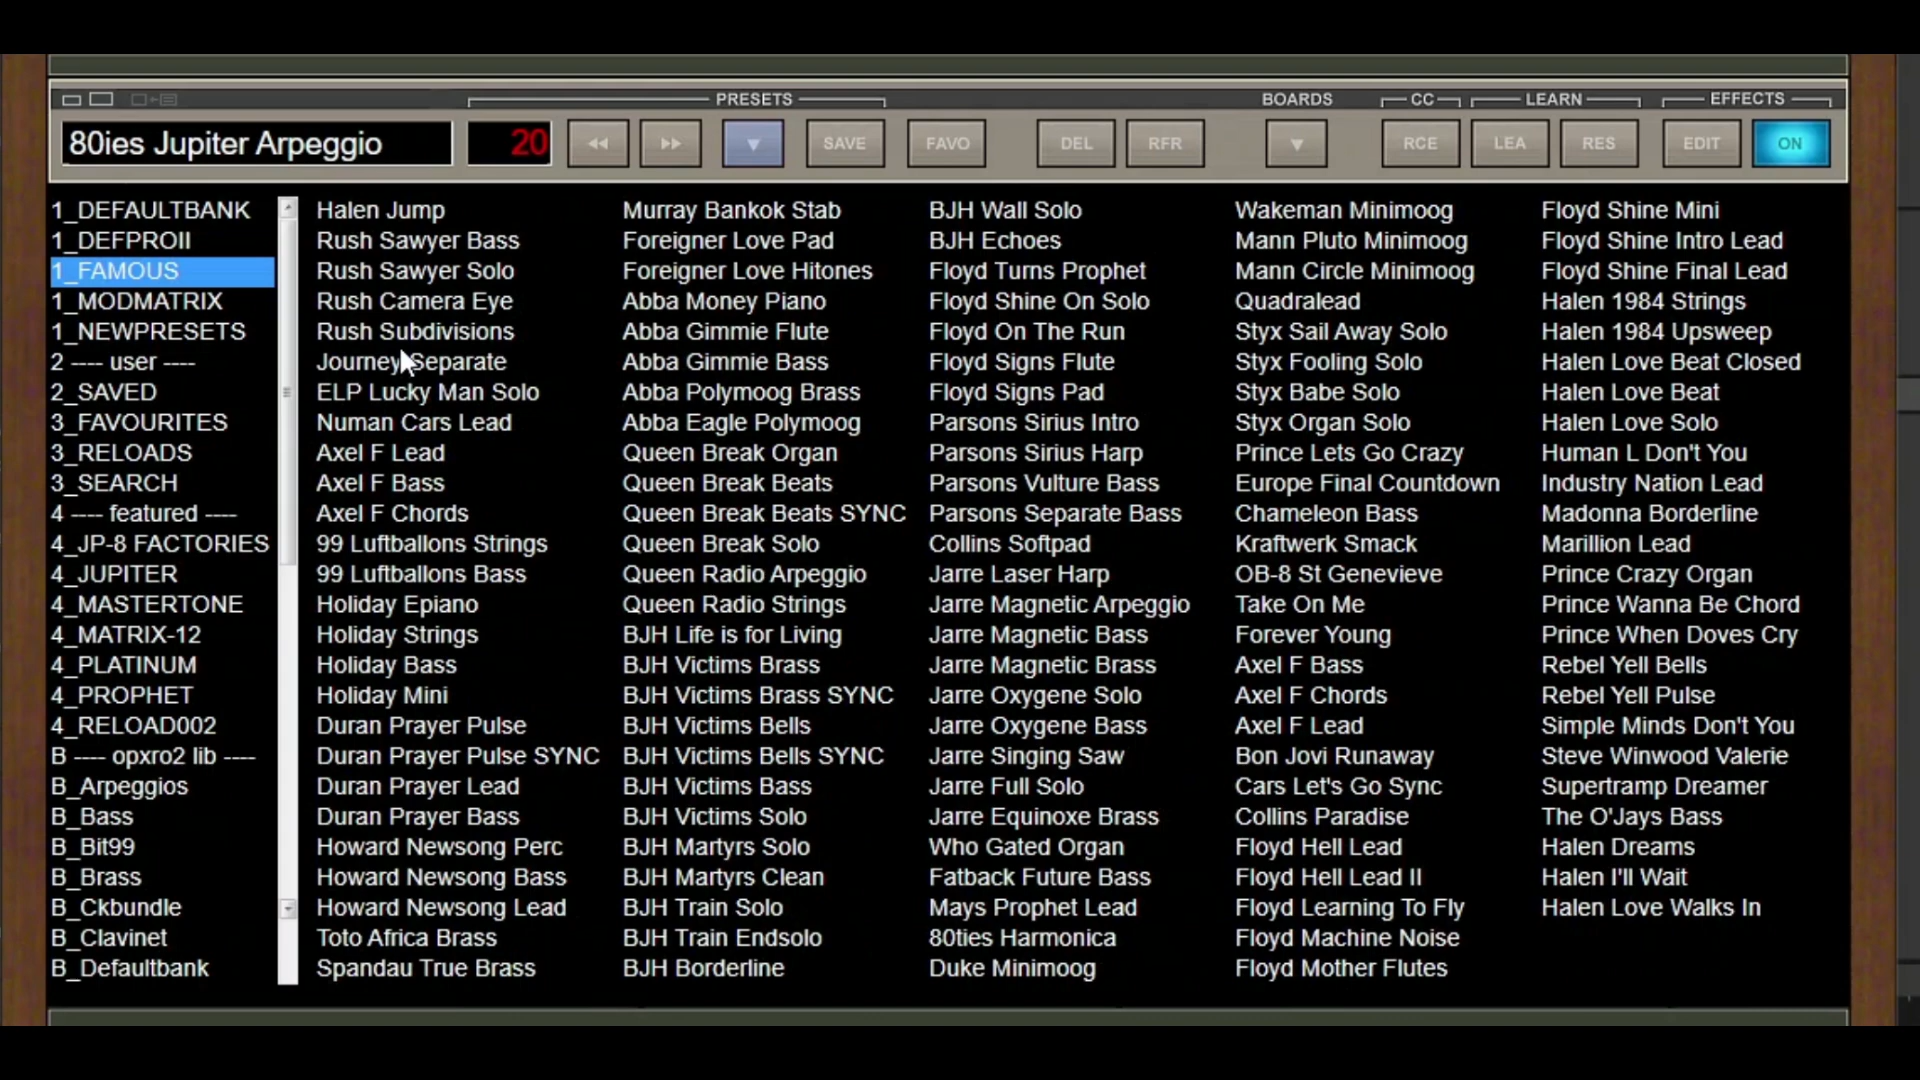 PRESETS
BOARDS
CC
LEARN
EFFECTS
80ies Jupiter Arpeggio
20
SAVE
FAVO
DEL
RFR
RCE
LEA
RES
EDIT
ON
1_DEFAULTBANK
1_DEFPROII
1_FAMOUS
1_MODMATRIX
1_NEWPRESETS
2 ---- user ----
2_SAVED
3_FAVOURITES
3_RELOADS
3_SEARCH
4 ---- featured ----
4_JP-8 FACTORIES
4_JUPITER
4_MASTERTONE
4_MATRIX-12
4_PLATINUM
4_PROPHET
4_RELOAD002
B ---- opxro2 lib ----
B_Arpeggios
B_Bass
B_Bit99
B_Brass
B_Ckbundle
B_Clavinet
B_Defaultbank
Halen Jump
Rush Sawyer Bass
Rush Sawyer Solo
Rush Camera Eye
Rush Subdivisions
Journey Separate
ELP Lucky Man Solo
Numan Cars Lead
Axel F Lead
Axel F Bass
Axel F Chords
99 Luftballons Strings
99 Luftballons Bass
Holiday Epiano
Holiday Strings
Holiday Bass
Holiday Mini
Duran Prayer Pulse
Duran Prayer Pulse SYNC
Duran Prayer Lead
Duran Prayer Bass
Howard Newsong Perc
Howard Newsong Bass
Howard Newsong Lead
Toto Africa Brass
Spandau True Brass
Murray Bankok Stab
Foreigner Love Pad
Foreigner Love Hitones
Abba Money Piano
Abba Gimmie Flute
Abba Gimmie Bass
Abba Polymoog Brass
Abba Eagle Polymoog
Queen Break Organ
Queen Break Beats
Queen Break Beats SYNC
Queen Break Solo
Queen Radio Arpeggio
Queen Radio Strings
BJH Life is for Living
BJH Victims Brass
BJH Victims Brass SYNC
BJH Victims Bells
BJH Victims Bells SYNC
BJH Victims Bass
BJH Victims Solo
BJH Martyrs Solo
BJH Martyrs Clean
BJH Train Solo
BJH Train Endsolo
BJH Borderline
BJH Wall Solo
BJH Echoes
Floyd Turns Prophet
Floyd Shine On Solo
Floyd On The Run
Floyd Signs Flute
Floyd Signs Pad
Parsons Sirius Intro
Parsons Sirius Harp
Parsons Vulture Bass
Parsons Separate Bass
Collins Softpad
Jarre Laser Harp
Jarre Magnetic Arpeggio
Jarre Magnetic Bass
Jarre Magnetic Brass
Jarre Oxygene Solo
Jarre Oxygene Bass
Jarre Singing Saw
Jarre Full Solo
Jarre Equinoxe Brass
Who Gated Organ
Fatback Future Bass
Mays Prophet Lead
80ties Harmonica
Duke Minimoog
Wakeman Minimoog
Mann Pluto Minimoog
Mann Circle Minimoog
Quadralead
Styx Sail Away Solo
Styx Fooling Solo
Styx Babe Solo
Styx Organ Solo
Prince Lets Go Crazy
Europe Final Countdown
Chameleon Bass
Kraftwerk Smack
OB-8 St Genevieve
Take On Me
Forever Young
Axel F Bass
Axel F Chords
Axel F Lead
Bon Jovi Runaway
Cars Let's Go Sync
Collins Paradise
Floyd Hell Lead
Floyd Hell Lead II
Floyd Learning To Fly
Floyd Machine Noise
Floyd Mother Flutes
Floyd Shine Mini
Floyd Shine Intro Lead
Floyd Shine Final Lead
Halen 1984 Strings
Halen 1984 Upsweep
Halen Love Beat Closed
Halen Love Beat
Halen Love Solo
Human L Don't You
Industry Nation Lead
Madonna Borderline
Marillion Lead
Prince Crazy Organ
Prince Wanna Be Chord
Prince When Doves Cry
Rebel Yell Bells
Rebel Yell Pulse
Simple Minds Don't You
Steve Winwood Valerie
Supertramp Dreamer
The O'Jays Bass
Halen Dreams
Halen I'll Wait
Halen Love Walks In